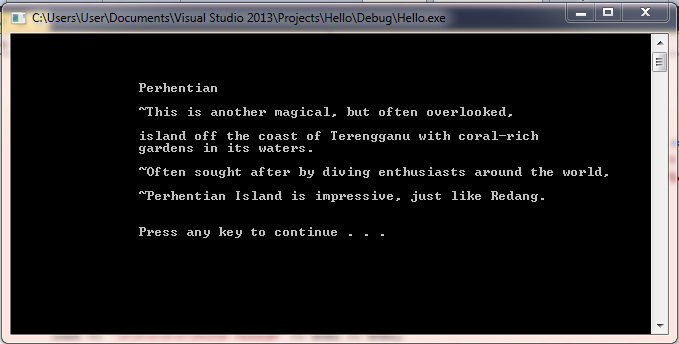 C:\Users\User\Documents\Visual Studio 2013\Projects\Hello\Debug\Hello.exe
Perhentian
~This is another magical, but often overlooked,
island off the coast of Terengganu with coral-rich
gardens in its waters.
~Often sought after by diving enthusiasts around the world,
~Perhentian Island is impressive, just like Redang.
Press any key to continue . . .